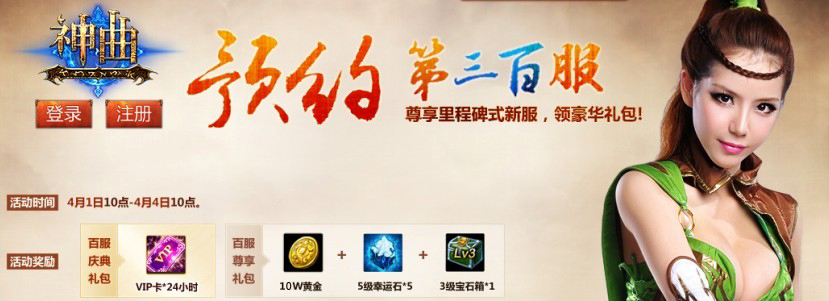 神曲
登录 注册
预约 第三百服
尊享里程碑式新服，领豪华礼包!
活动时间 4月1日10点-4月4日10点。
活动奖励
百服庆典礼包
VIP
VIP卡*24小时
百服尊享礼包
10W黄金 + 5级幸运石*5 + 3级宝石箱*1
Lv3